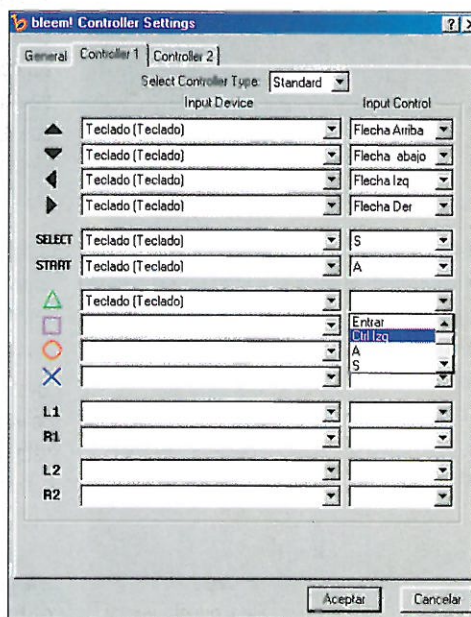 bleem! Controller Settings
General Controller 1 Controller 2
Select Controller Type: Standard
Input Device Input Control
Teclado (Teclado) Flecha Arriba
Teclado (Teclado) Flecha abajo
Teclado (Teclado) Flecha Izq
Teclado (Teclado) Flecha Der
SELECT Teclado (Teclado) S
START Teclado (Teclado) A
Teclado (Teclado)
Entrar
Ctrl Izq
A
S
L1
R1
L2
R2
Aceptar Cancelar